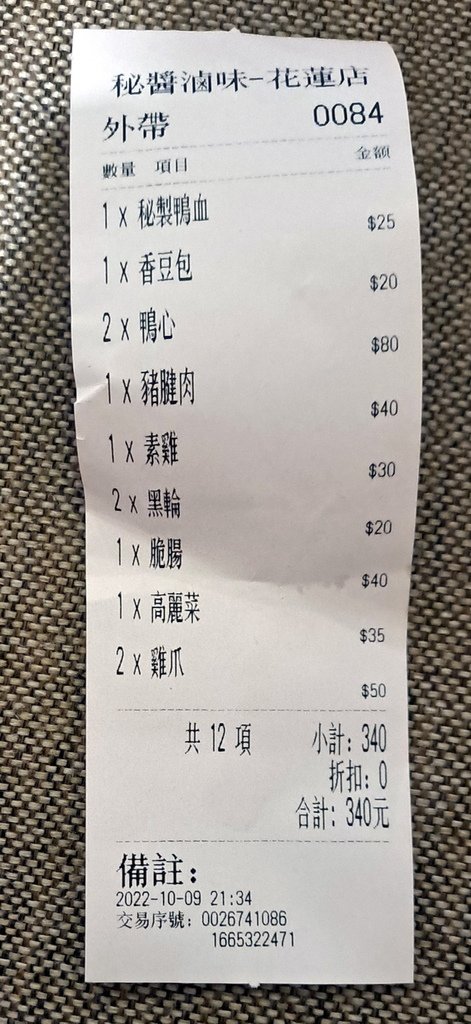 秘醬滷味-花蓮店
外帶 0084
數量 項目 金額
1 x 秘製鴨血 $25
1 x 香豆包 $20
2 x 鴨心 $80
1 x 豬腱肉 $40
1 x 素雞 $30
2 x 黑輪 $20
1 x 脆腸 $40
1 x 高麗菜 $35
2 x 雞爪 $50
共 12 項 小計: 340
折扣: 0
合計: 340元
備註:
2022-10-09 21:34
交易序號: 0026741086
1665322471